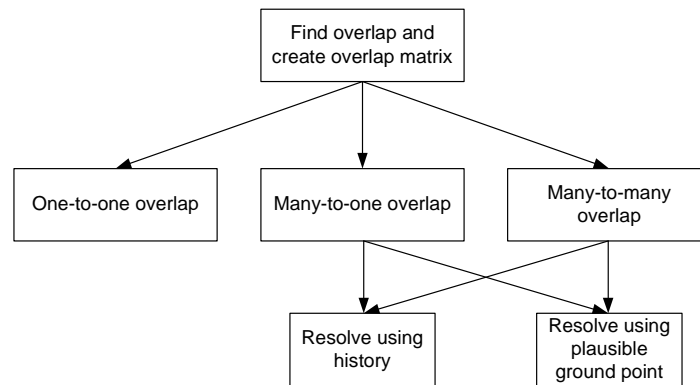 Find overlap and
create overlap matrix
One-to-one overlap
Many-to-one overlap
Many-to-many
overlap
Resolve using
history
Resolve using
plausible
ground point